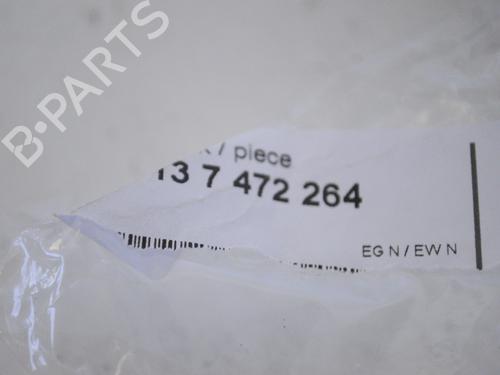 B-PARTS
/ piece
13 7 472 264
EG N / EW N